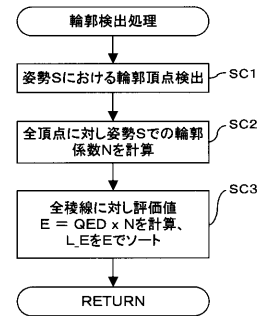 輪郭検出処理
姿勢Sにおける輪郭頂点検出
SC1
全頂点に対し姿勢Sでの輪郭
係数Nを計算
SC2
全稜線に対し評価値
E = QED x Nを計算、
L_EをEでソート
SC3
RETURN